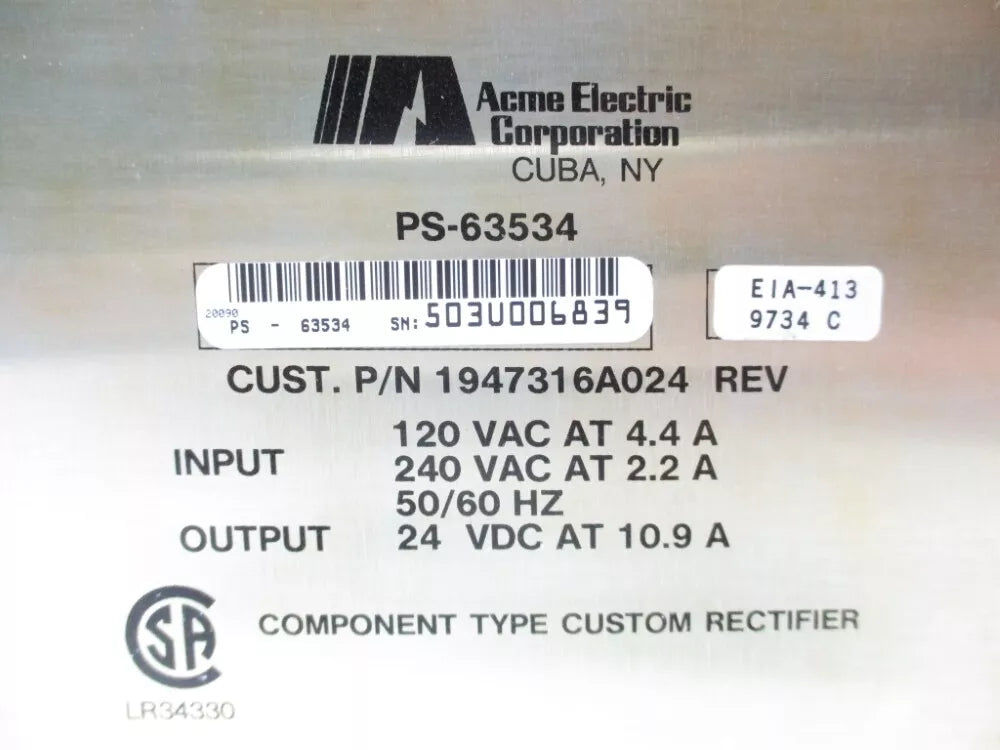 Acme Electric
Corporation
CUBA, NY
PS-63534
20090
PS - 63534 SN: 503U006839
EIA-413
9734 C
CUST. P/N 1947316A024 REV
INPUT
120 VAC AT 4.4 A
240 VAC AT 2.2 A
50/60 HZ
OUTPUT 24 VDC AT 10.9 A
SA COMPONENT TYPE CUSTOM RECTIFIER
LR34330